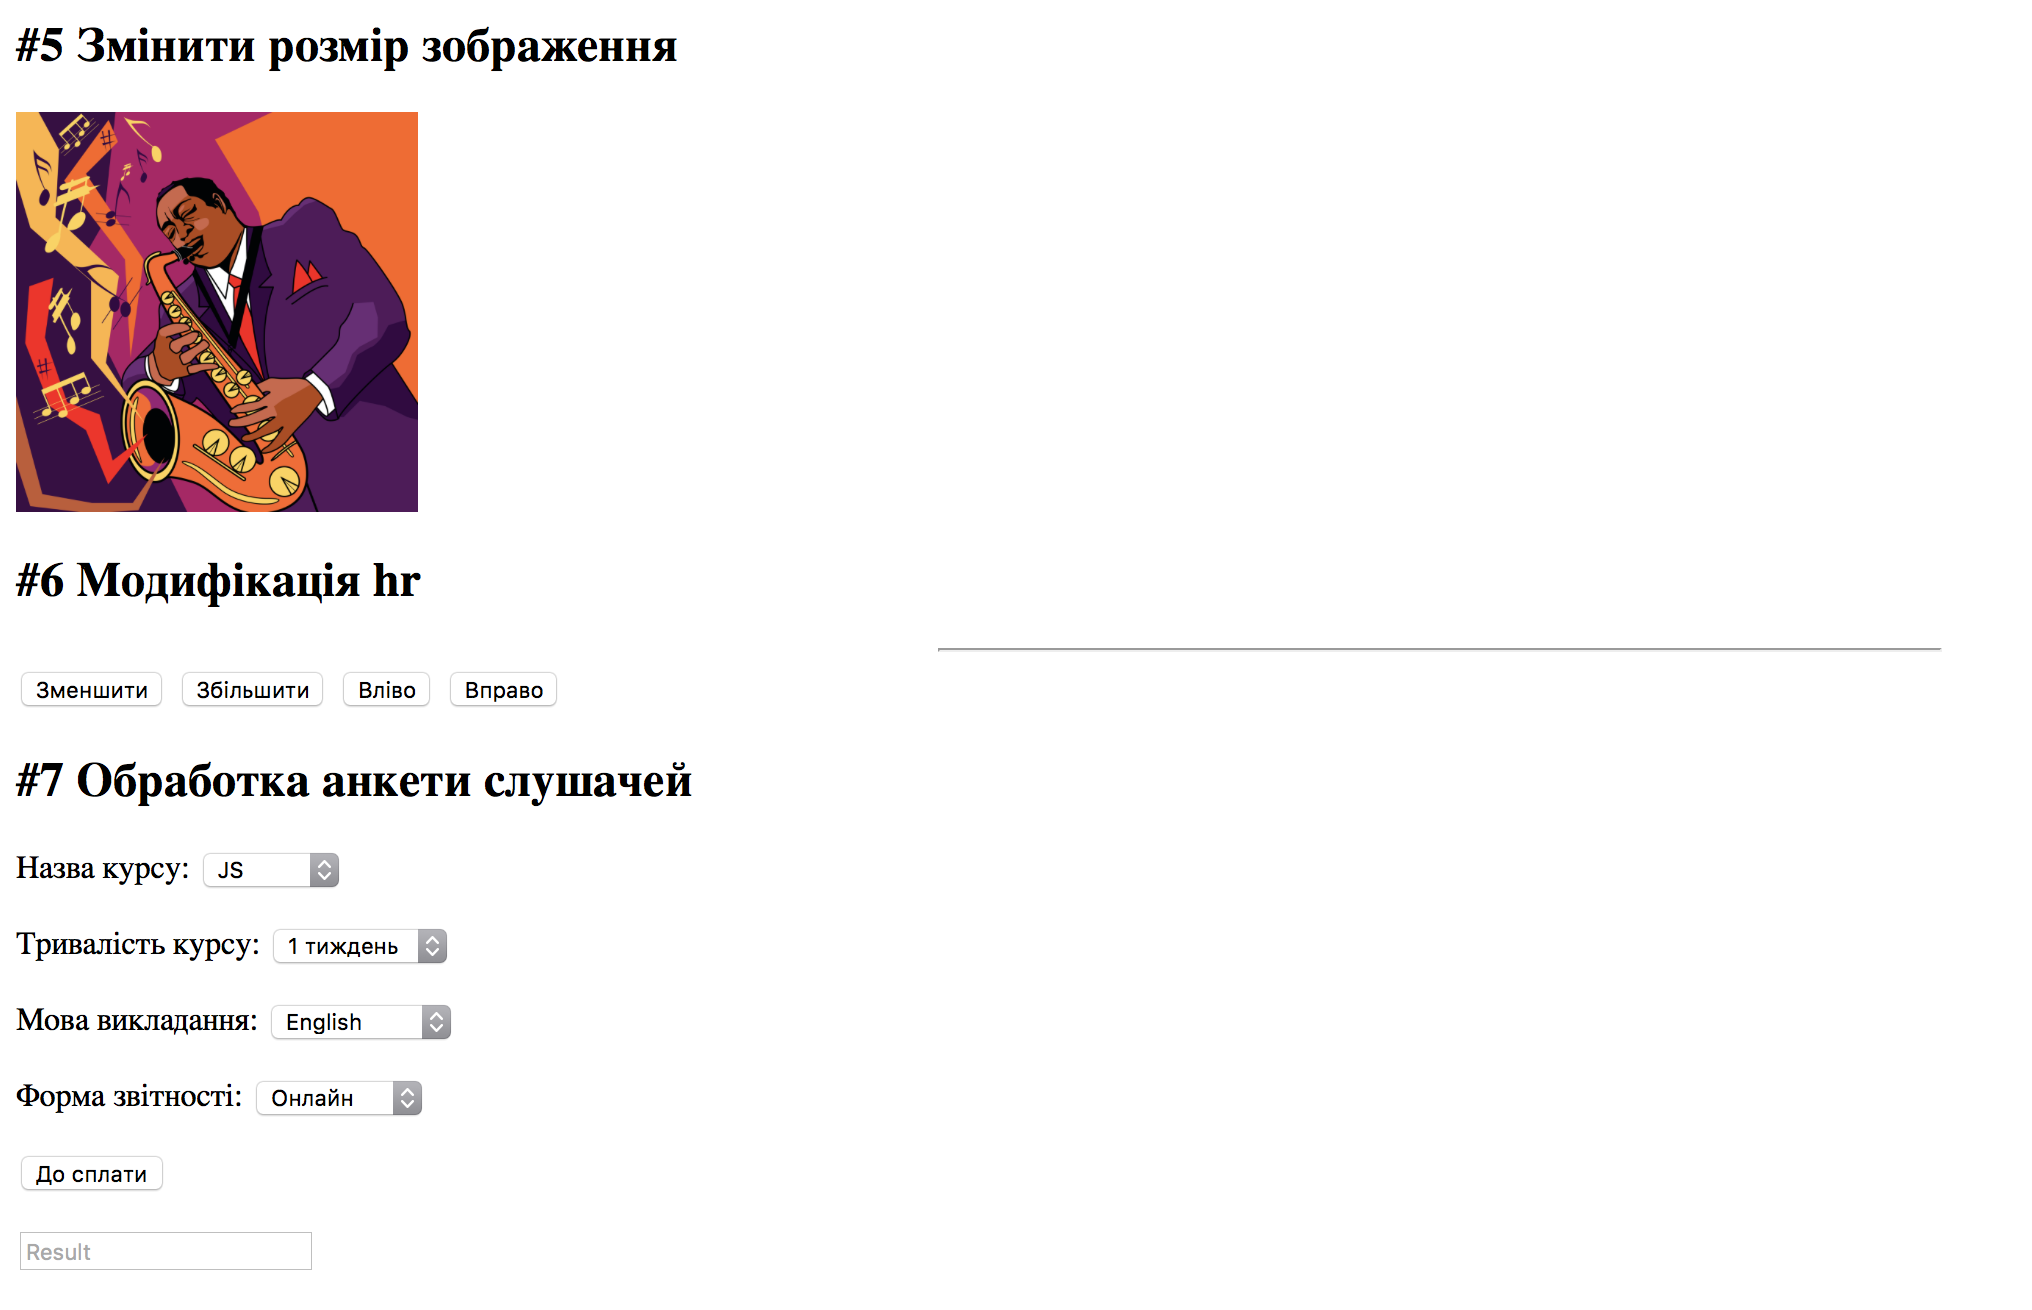 #5 Змінити розмір зображення
#6 Модифікація hr
Зменшити Збільшити Вліво Вправо
#7 Обработка анкети слушачей
Назва курсу: JS
Тривалість курсу: 1 тиждень
Мова викладання: English
Форма звітності: Онлайн
До сплати
Result